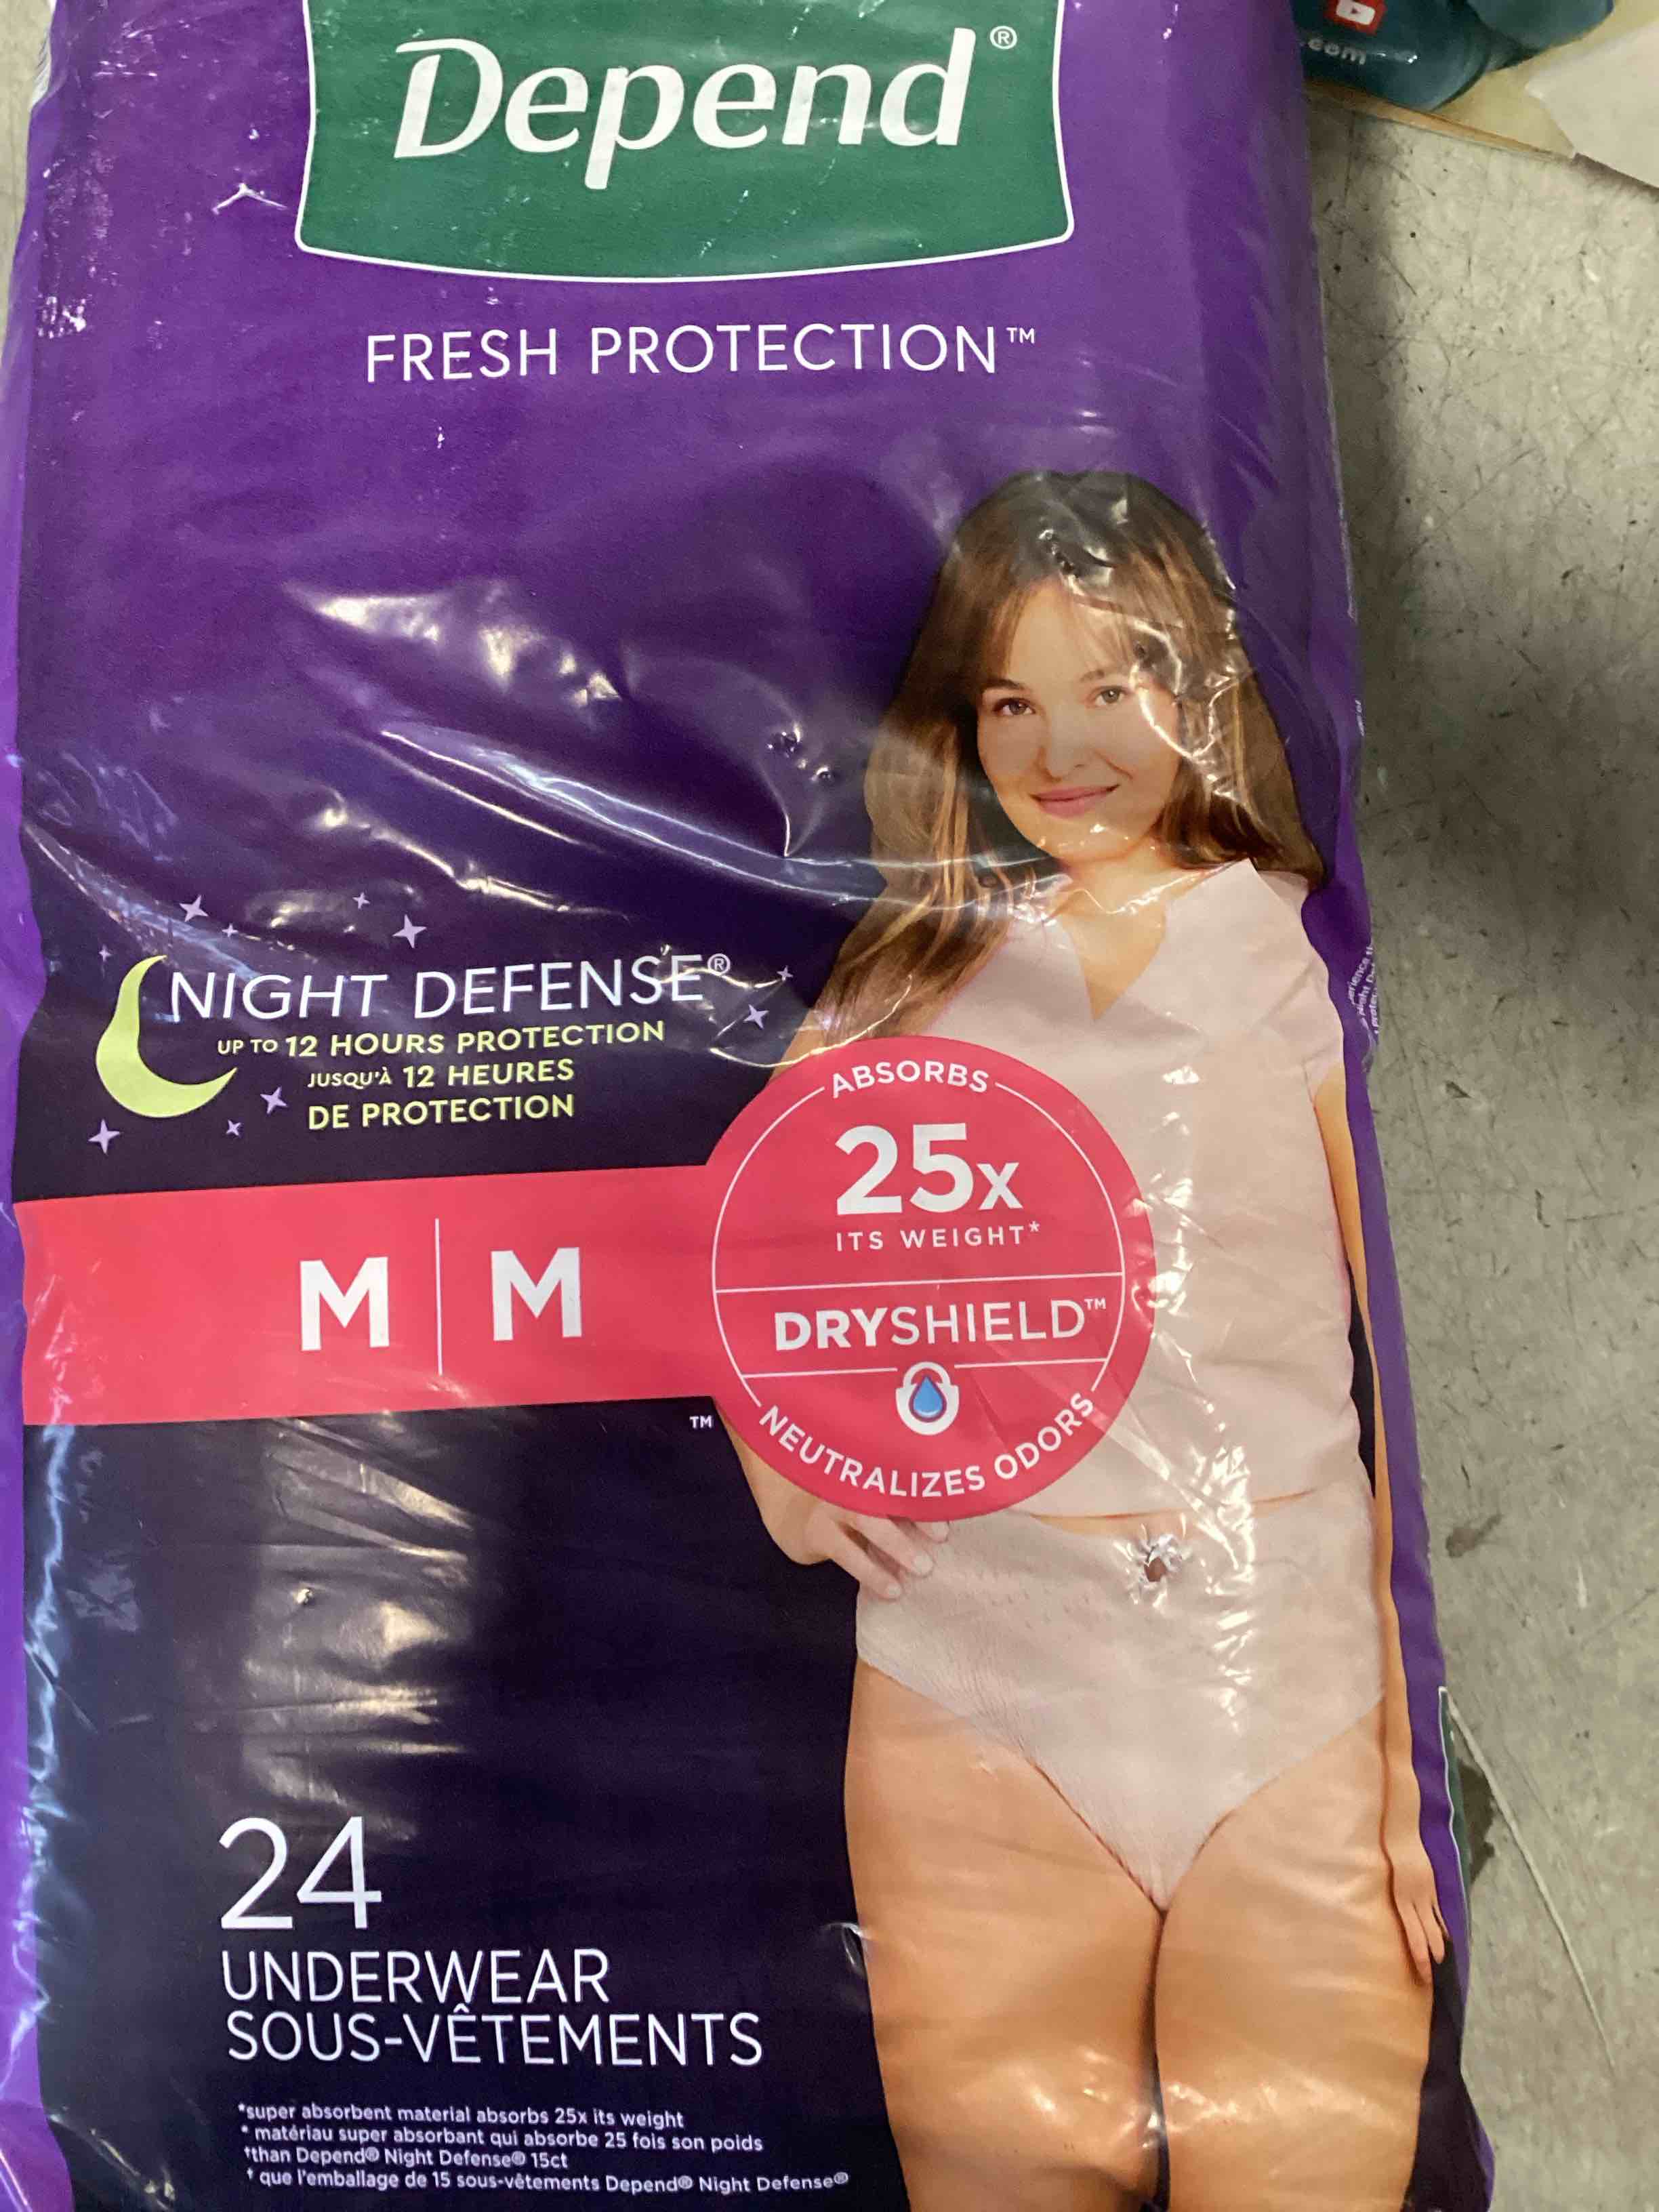 .com
Depend®
FRESH PROTECTION™
NIGHT DEFENSE®
UP TO 12 HOURS PROTECTION
JUSQU'À 12 HEURES
DE PROTECTION
ABSORBS
25x
ITS WEIGHT*
DRYSHIELD™
NEUTRALIZES ODORS
M | M
™
24
UNDERWEAR
SOUS-VÊTEMENTS
*super absorbent material absorbs 25x its weight
* matériau super absorbant qui absorbe 25 fois son poids
†than Depend® Night Defense® 15ct
† que l'emballage de 15 sous-vêtements Depend® Night Defense®